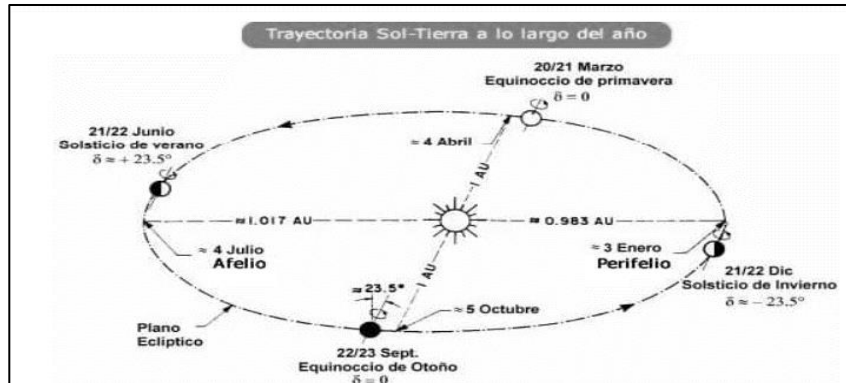 Trayectoria Sol-Tierra a lo largo del año
20/21 Marzo
Equinoccio de primavera
δ = 0
21/22 Junio
Solsticio de verano
δ ≈ + 23.5°
≈ 4 Abril
1 AU
≈1.017 AU
≈ 0.983 AU
≈ 4 Julio
Afelio
≈ 3 Enero
Perifelio
21/22 Dic
Solsticio de Invierno
δ ≈ – 23.5°
1 AU
≈23.5°
≈ 5 Octubre
Plano
Eclíptico
22/23 Sept.
Equinoccio de Otoño
δ = 0